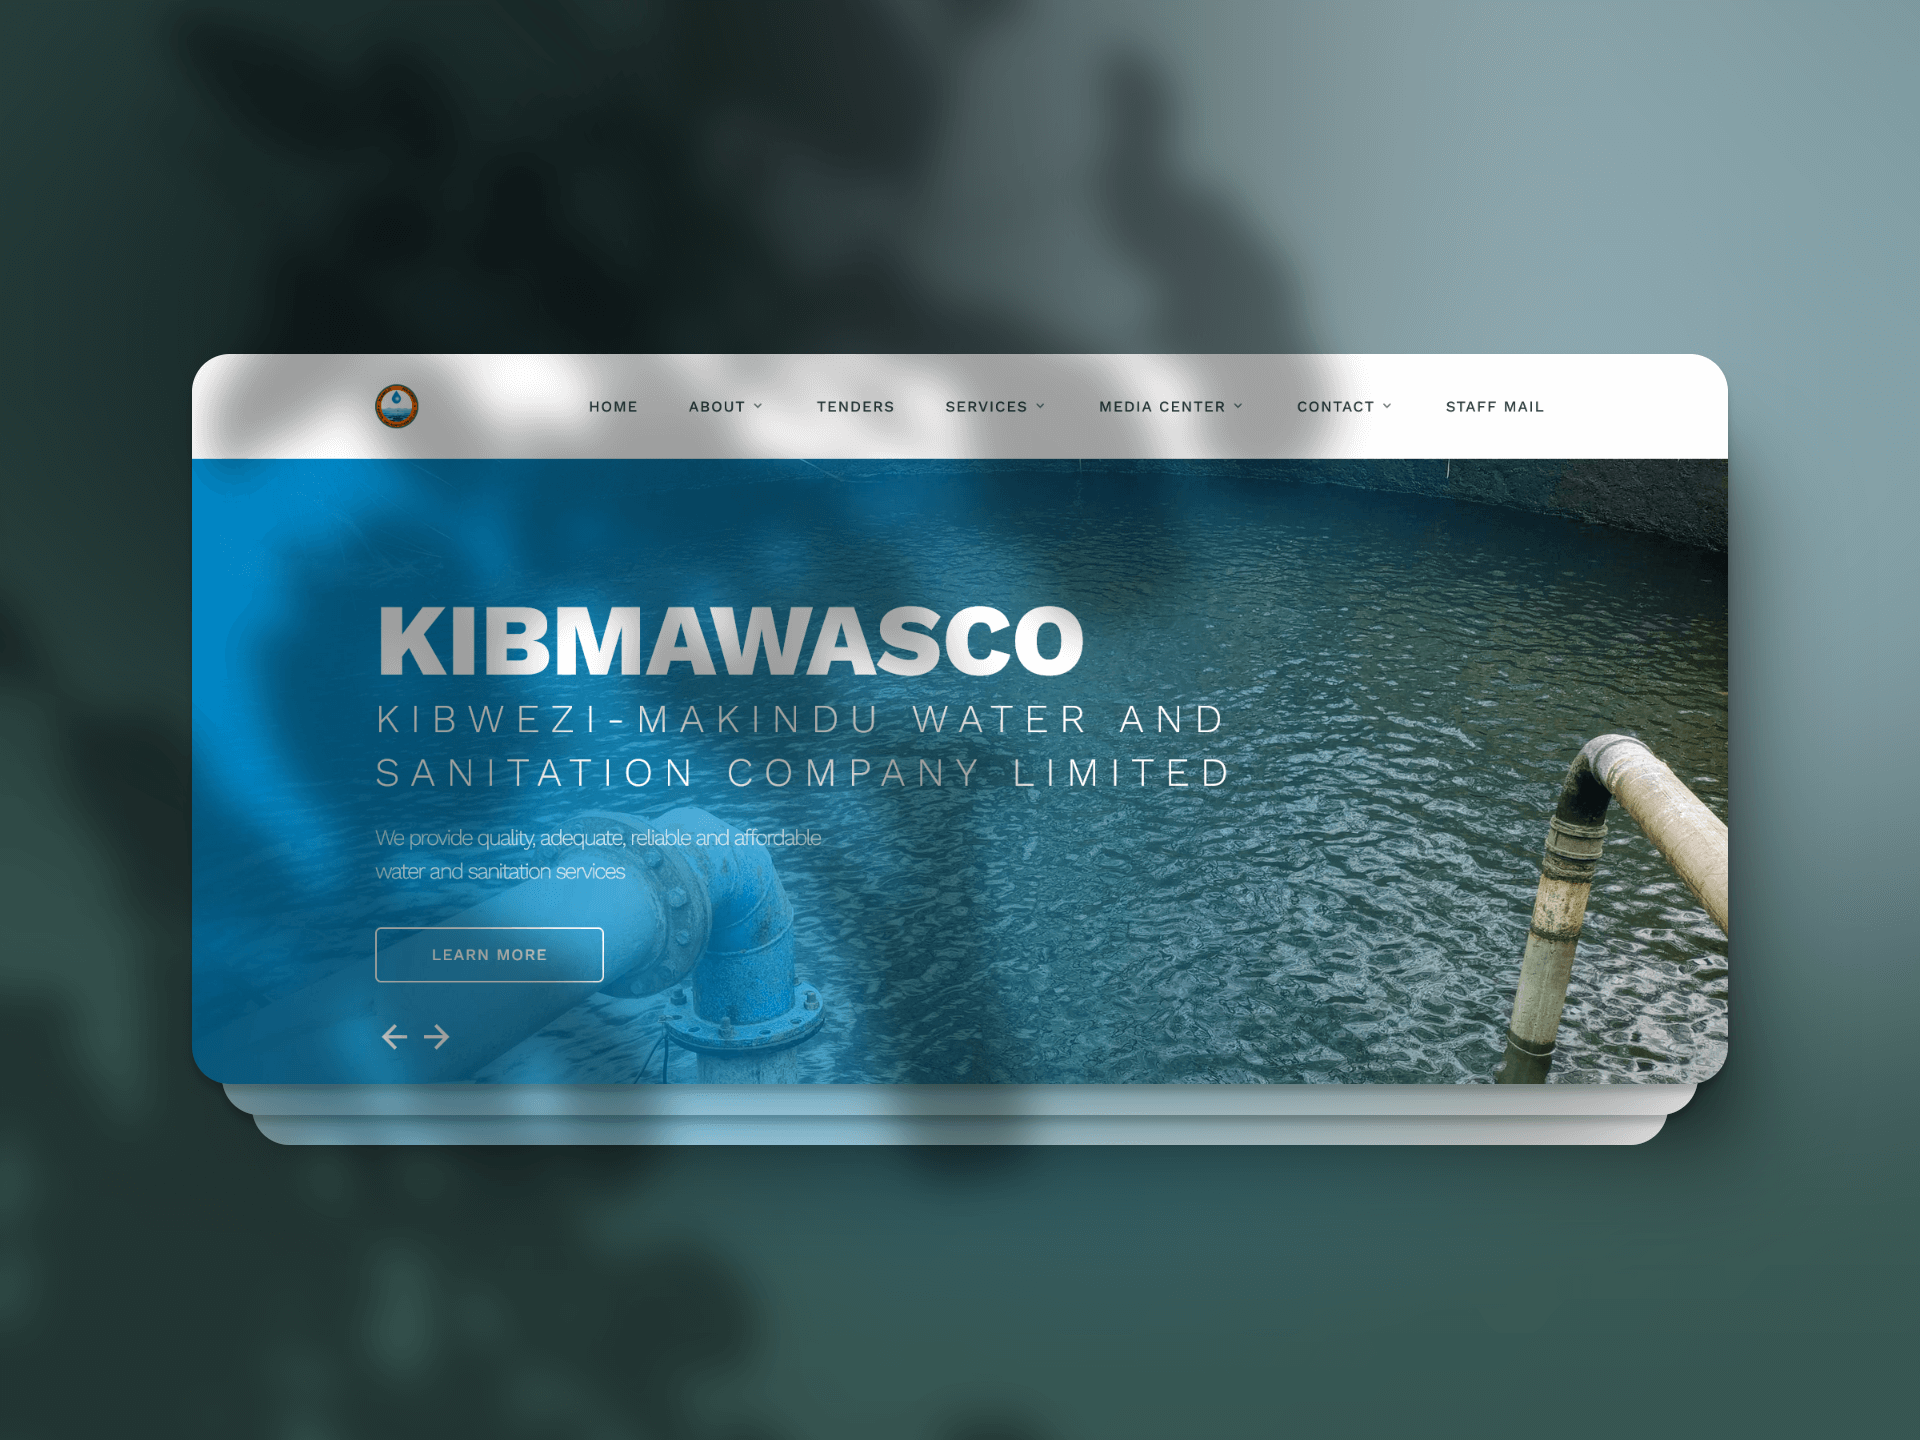 HOME ABOUT TENDERS SERVICES MEDIA CENTER CONTACT STAFF MAIL
KIBMAWASCO
KIBWEZI-MAKINDU WATER AND
SANITATION COMPANY LIMITED
We provide quality, adequate, reliable and affordable
water and sanitation services
LEARN MORE